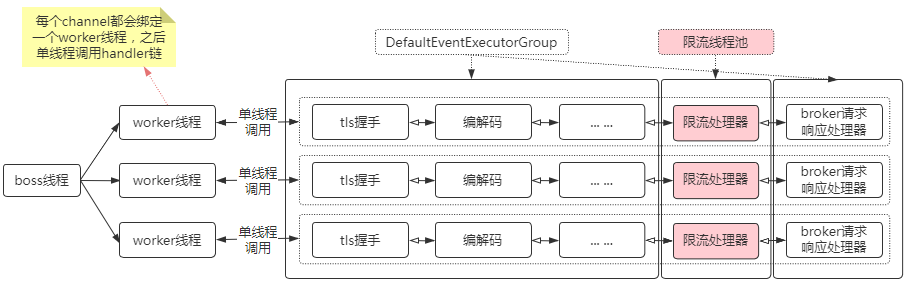 每个channel都会绑定
一个worker线程，之后
单线程调用handler链
DefaultEventExecutorGroup
限流线程池
boss线程
worker线程
单线程
调用
tls握手
编解码
... ...
限流处理器
broker请求
响应处理器
worker线程
单线程
调用
tls握手
编解码
... ...
限流处理器
broker请求
响应处理器
worker线程
单线程
调用
tls握手
编解码
... ...
限流处理器
broker请求
响应处理器